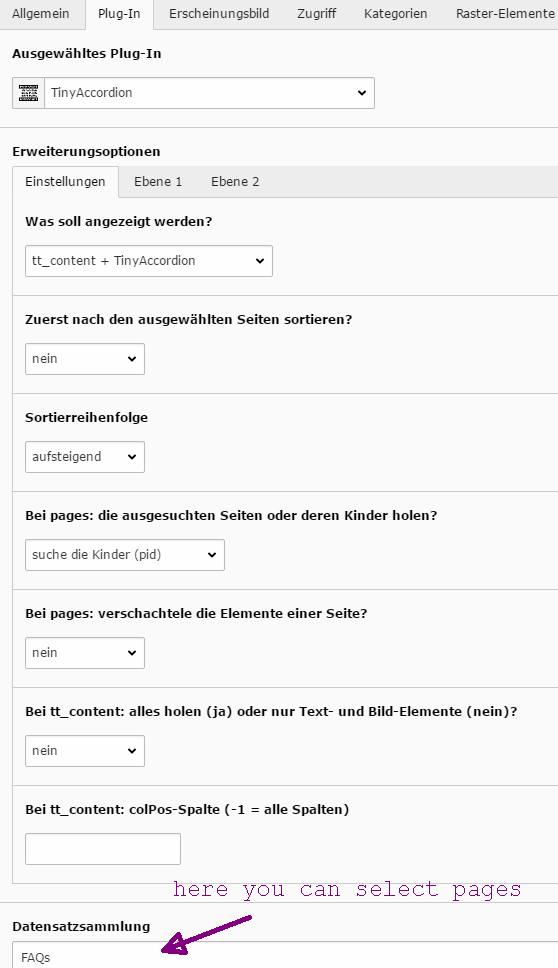 Allgemein Plug-In Erscheinungsbild Zugriff Kategorien Raster-Elemente
Ausgewähltes Plug-In
TinyAccordion
Erweiterungsoptionen
Einstellungen Ebene 1 Ebene 2
Was soll angezeigt werden?
tt_content + TinyAccordion
Zuerst nach den ausgewählten Seiten sortieren?
nein
Sortierreihenfolge
aufsteigend
Bei pages: die ausgesuchten Seiten oder deren Kinder holen?
suche die Kinder (pid)
Bei pages: verschachtele die Elemente einer Seite?
nein
Bei tt_content: alles holen (ja) oder nur Text- und Bild-Elemente (nein)?
nein
Bei tt_content: colPos-Spalte (-1 = alle Spalten)
here you can select pages
Datensatzsammlung
FAQs